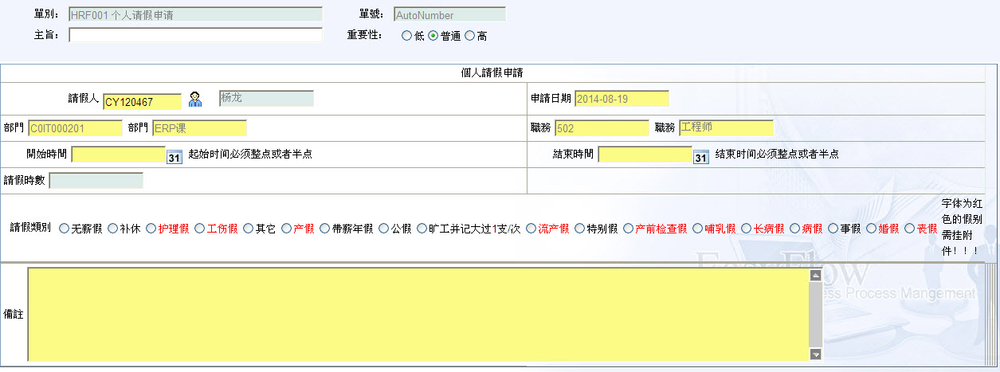 單別： HRF001 个人请假申请 單號： AutoNumber
主旨： 重要性： 低 普通 高
個人請假申請
請假人 CY120467 杨龙 申請日期 2014-08-19
部門 C0IT000201 部門 ERP课 職務 502 職務 工程师
開始時間 31 起始时间必须整点或者半点 結束時間 31 结束时间必须整点或者半点
請假時數
請假類別 无薪假 补休 护理假 工伤假 其它 产假 带薪年假 公假 旷工并记大过1支/次 流产假 特别假 产前检查假 哺乳假 长病假 病假 事假 婚假 丧假
字体为红
色的假别
需挂附
件！！！
EasyFlow
ess Process Mangement
備註